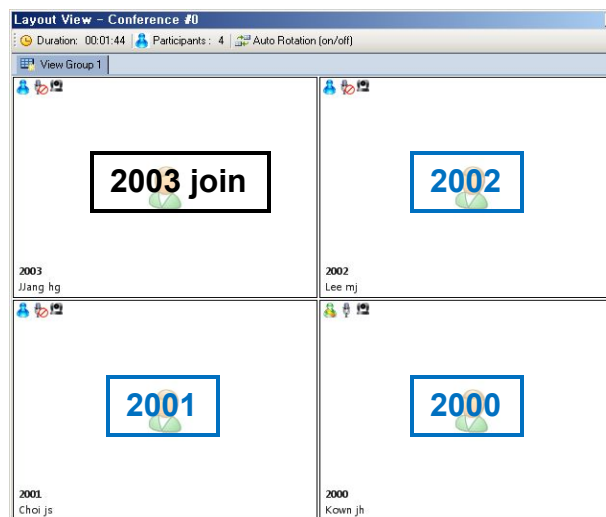 Layout View - Conference #0
Duration: 00:01:44 Participants : 4 Auto Rotation (on/off)
View Group 1
2003 join
2002
2003
JJang hg
2002
Lee mj
2001
2000
2001
Choi js
2000
Kown jh